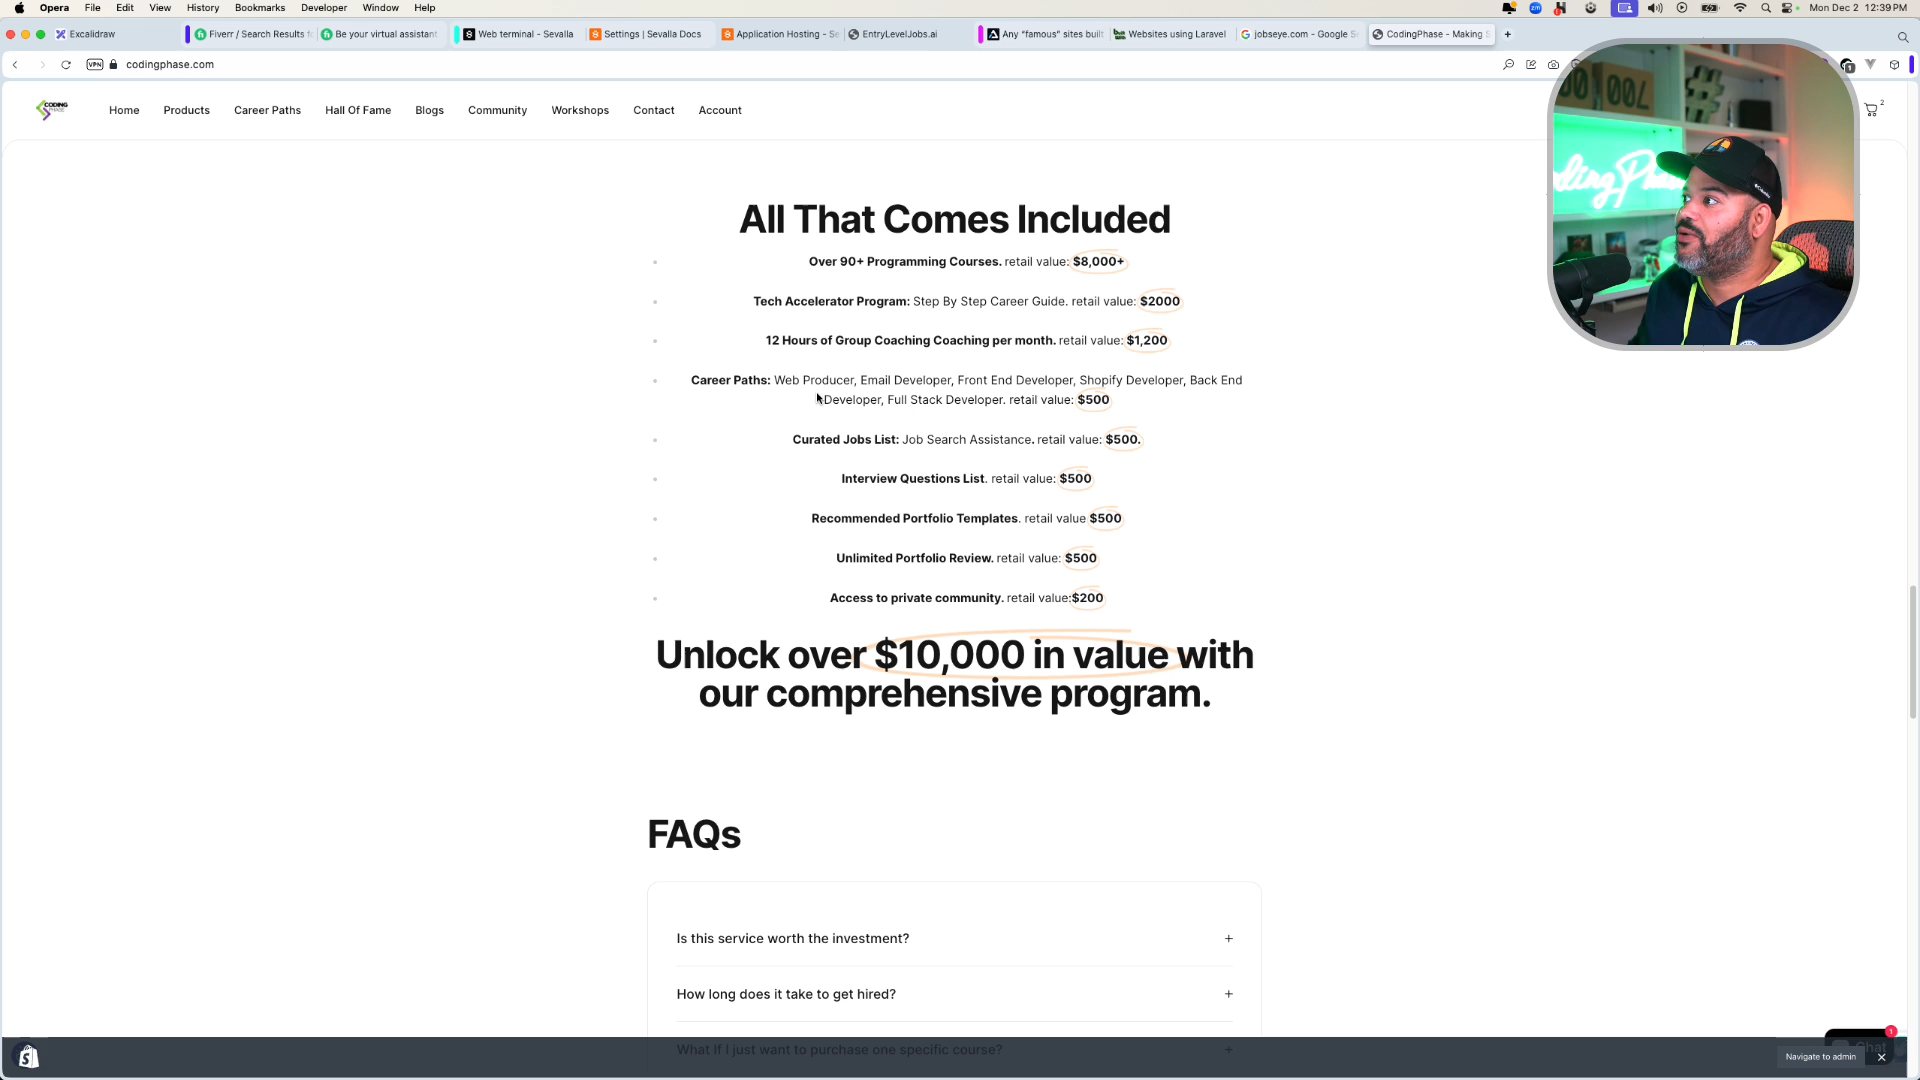 Opera File Edit View History Bookmarks Developer Window Help
Mon Dec 2 12:39 PM
Excalidraw
Fiverr / Search Results f
Be your virtual assistant
Web terminal - Sevalla
Settings | Sevalla Docs
Application Hosting - Se
EntryLevelJobs.ai
Any "famous" sites built
Websites using Laravel
jobseye.com - Google S
CodingPhase - Making S
VPN
codingphase.com
CODING PHASE
Home Products Career Paths Hall Of Fame Blogs Community Workshops Contact Account
2
All That Comes Included
Over 90+ Programming Courses. retail value: $8,000+
Tech Accelerator Program: Step By Step Career Guide. retail value: $2000
12 Hours of Group Coaching Coaching per month. retail value: $1,200
Career Paths: Web Producer, Email Developer, Front End Developer, Shopify Developer, Back End
Developer, Full Stack Developer. retail value: $500
Curated Jobs List: Job Search Assistance. retail value: $500.
Interview Questions List. retail value: $500
Recommended Portfolio Templates. retail value $500
Unlimited Portfolio Review. retail value: $500
Access to private community. retail value:$200
Unlock over $10,000 in value with
our comprehensive program.
FAQs
Is this service worth the investment?
How long does it take to get hired?
What If I just want to purchase one specific course?
1
Chat
Navigate to admin